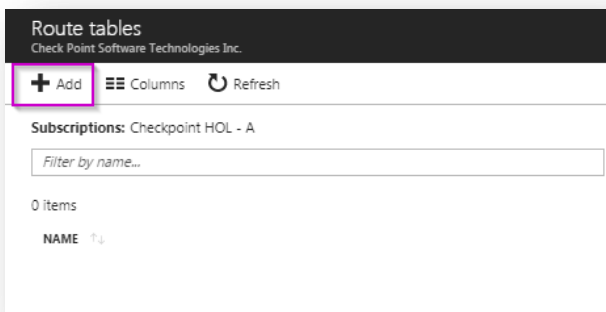 Route tables
Check Point Software Technologies Inc.
Add Columns Refresh
Subscriptions: Checkpoint HOL - A
Filter by name...
0 items
NAME